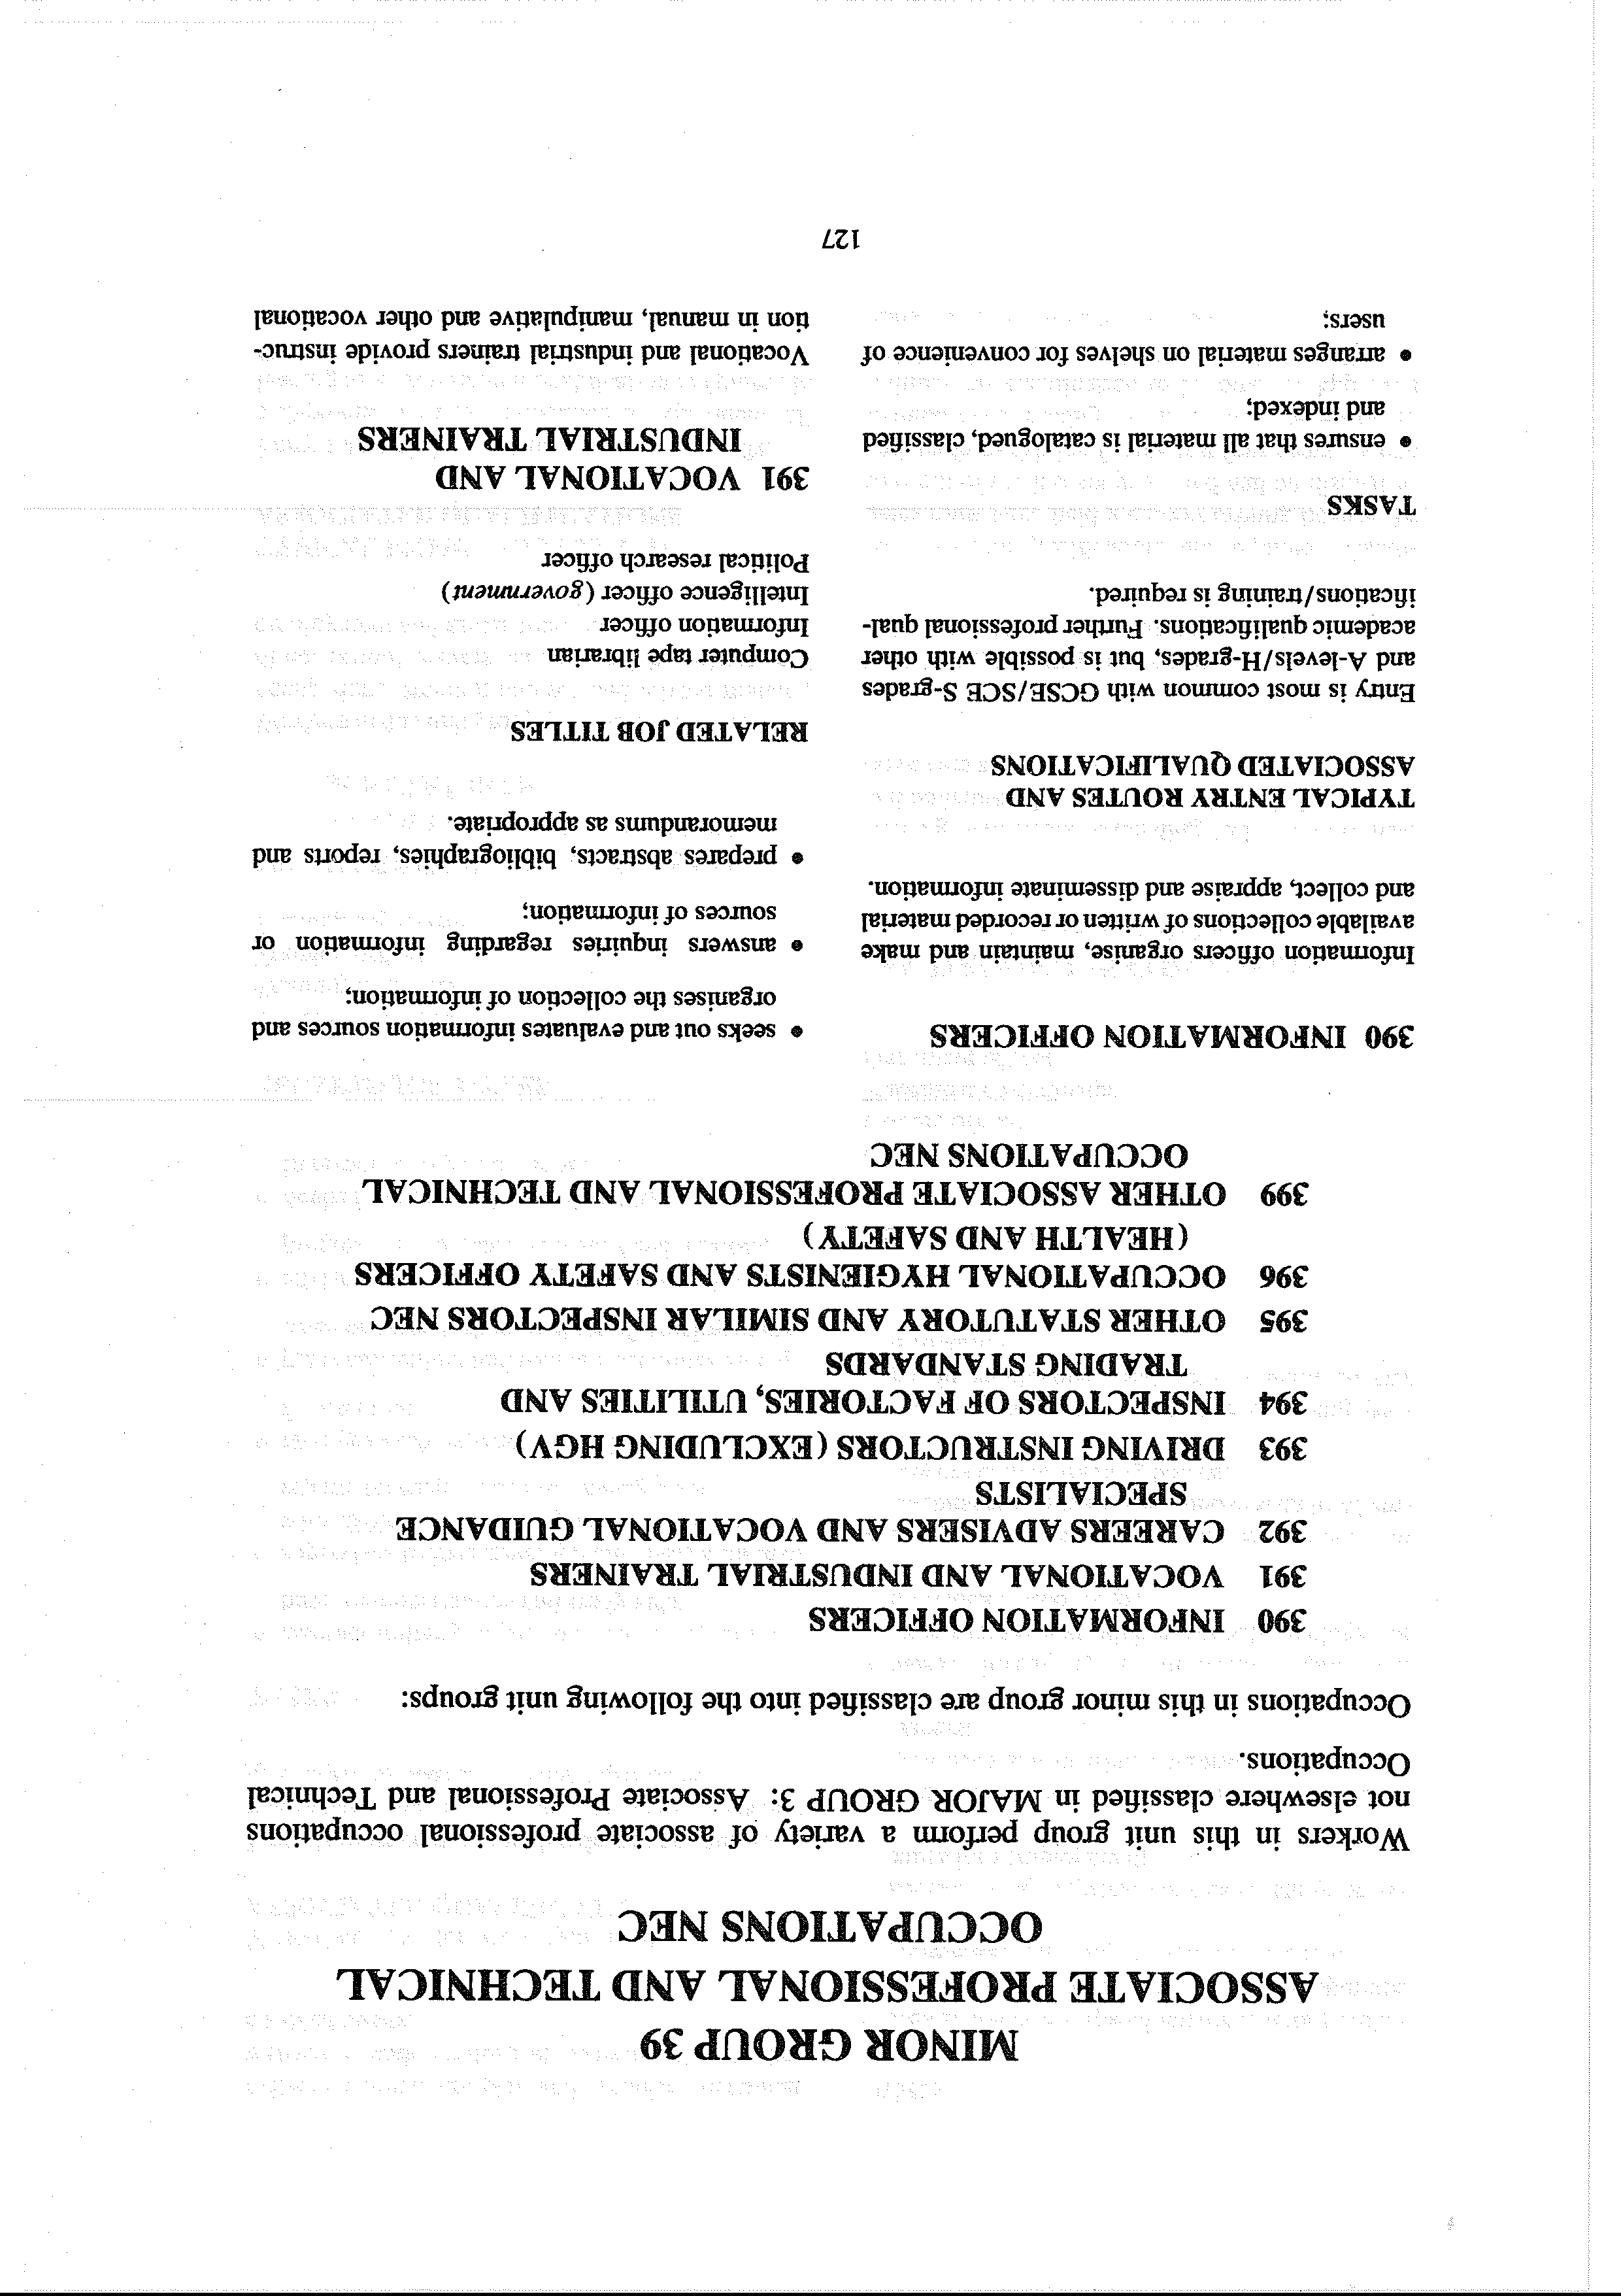 MINOR GROUP 39
ASSOCIATE PROFESSIONAL AND TECHNICAL
OCCUPATIONS NEC
Workers in this unit group perform a variety of associate professional occupations
not elsewhere classified in MAJOR GROUP 3: Associate Professional and Technical
Occupations.
Occupations in this minor group are classified into the following unit groups:
390 INFORMATION OFFICERS
391 VOCATIONAL AND INDUSTRIAL TRAINERS
392 CAREERS ADVISERS AND VOCATIONAL GUIDANCE
SPECIALISTS
393 DRIVING INSTRUCTORS (EXCLUDING HGV)
394 INSPECTORS OF FACTORIES, UTILITIES AND
TRADING STANDARDS
395 OTHER STATUTORY AND SIMILAR INSPECTORS NEC
396 OCCUPATIONAL HYGIENISTS AND SAFETY OFFICERS
(HEALTH AND SAFETY)
399 OTHER ASSOCIATE PROFESSIONAL AND TECHNICAL
OCCUPATIONS NEC
390 INFORMATION OFFICERS
Information officers organise, maintain and make
available collections of written or recorded material
and collect, appraise and disseminate information.
TYPICAL ENTRY ROUTES AND
ASSOCIATED QUALIFICATIONS
Entry is most common with GCSE/SCE S-grades
and A-levels/H-grades, but is possible with other
academic qualifications. Further professional qual-
ifications/training is required.
TASKS
• ensures that all material is catalogued, classified
and indexed;
• arranges material on shelves for convenience of
users;
• seeks out and evaluates information sources and
organises the collection of information;
• answers inquiries regarding information or
sources of information;
• prepares abstracts, bibliographies, reports and
memorandums as appropriate.
RELATED JOB TITLES
Computer tape librarian
Information officer
Intelligence officer (government)
Political research officer
391 VOCATIONAL AND
INDUSTRIAL TRAINERS
Vocational and industrial trainers provide instruc-
tion in manual, manipulative and other vocational
127